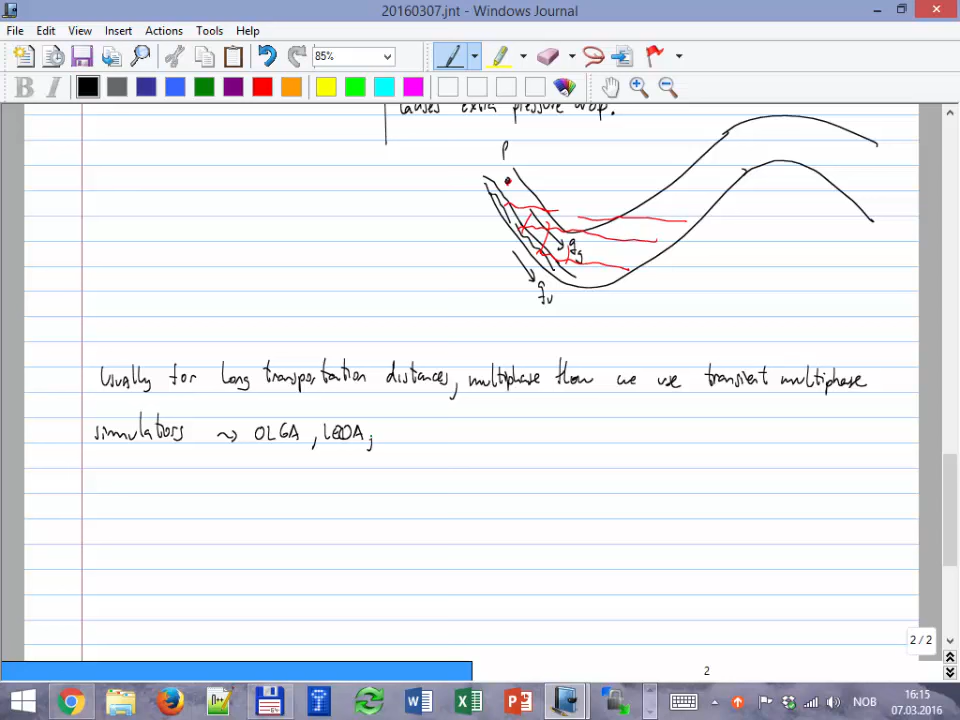 20160307.jnt - Windows Journal
File Edit View Insert Actions Tools Help
85%
B I
causes extra pressure drop.
P
qg
Usually for long transportation distances, multiphase flow we use transient multiphase
simulators ~> OLGA, LEDA,
2 / 2
2
NOB
16:15
07.03.2016